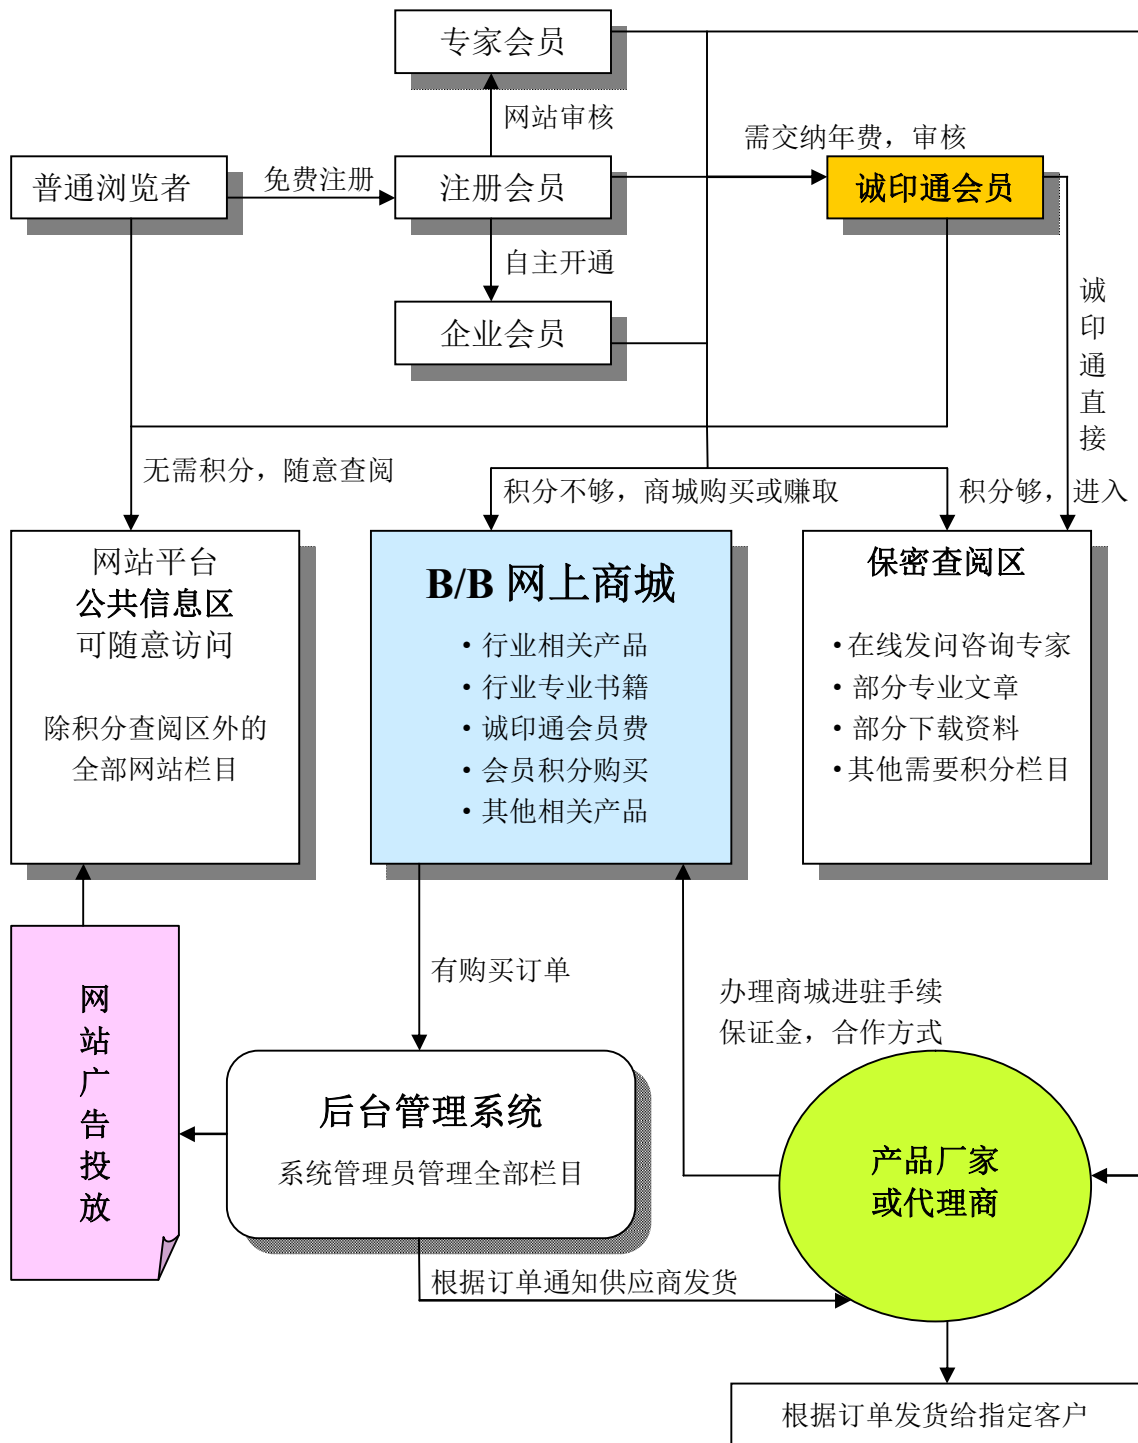 专家会员
网站审核
需交纳年费，审核
普通浏览者
免费注册
注册会员
诚印通会员
自主开通
企业会员
诚印通直接
无需积分，随意查阅
积分不够，商城购买或赚取
积分够，进入
网站平台
公共信息区
可随意访问
除积分查阅区外的
全部网站栏目
B/B 网上商城
·行业相关产品
·行业专业书籍
·诚印通会员费
·会员积分购买
·其他相关产品
保密查阅区
·在线发问咨询专家
·部分专业文章
·部分下载资料
·其他需要积分栏目
有购买订单
办理商城进驻手续
保证金，合作方式
网站广告投放
后台管理系统
系统管理员管理全部栏目
产品厂家
或代理商
根据订单通知供应商发货
根据订单发货给指定客户